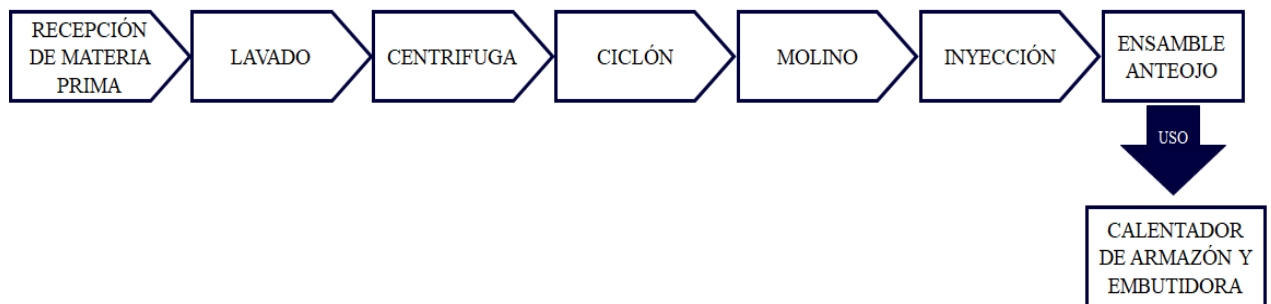 RECEPCIÓN
DE MATERIA
PRIMA
LAVADO
CENTRIFUGA
CICLÓN
MOLINO
INYECCIÓN
ENSAMBLE
ANTEOJO
USO
CALENTADOR
DE ARMAZÓN Y
EMBUTIDORA